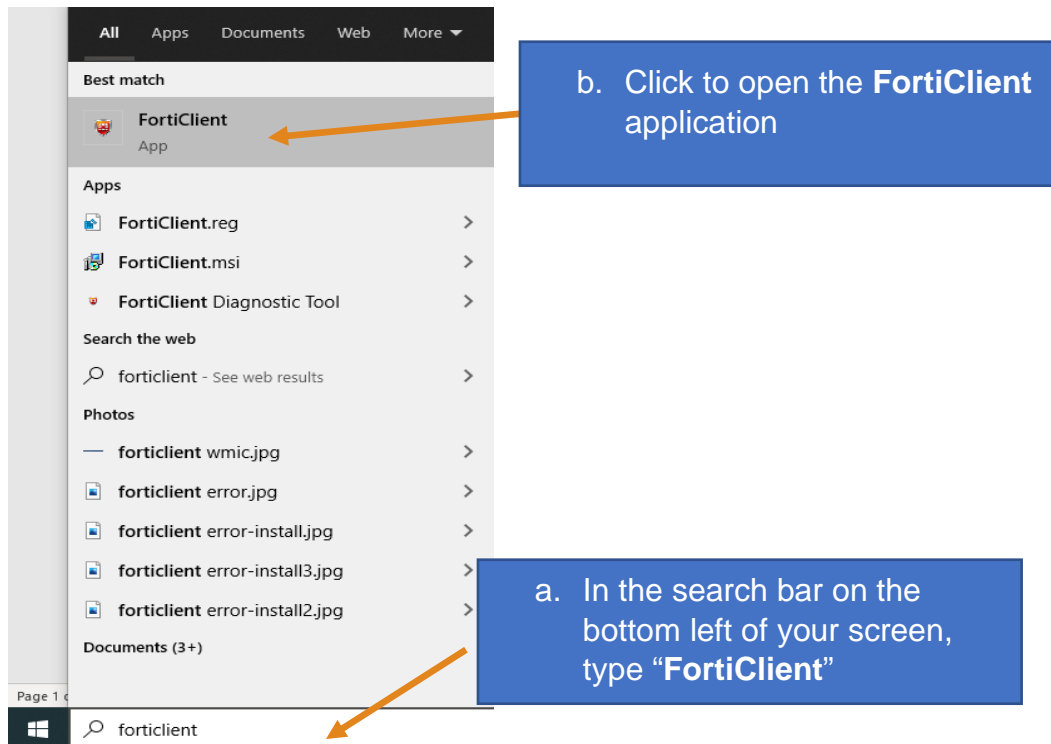 All Apps Documents Web More
Best match
FortiClient
App
Apps
FortiClient.reg
FortiClient.msi
FortiClient Diagnostic Tool
Search the web
forticlient - See web results
Photos
forticlient wmic.jpg
forticlient error.jpg
forticlient error-install.jpg
forticlient error-install3.jpg
forticlient error-install2.jpg
Documents (3+)
Page 1
forticlient
b. Click to open the FortiClient
application
a. In the search bar on the
bottom left of your screen,
type “FortiClient”